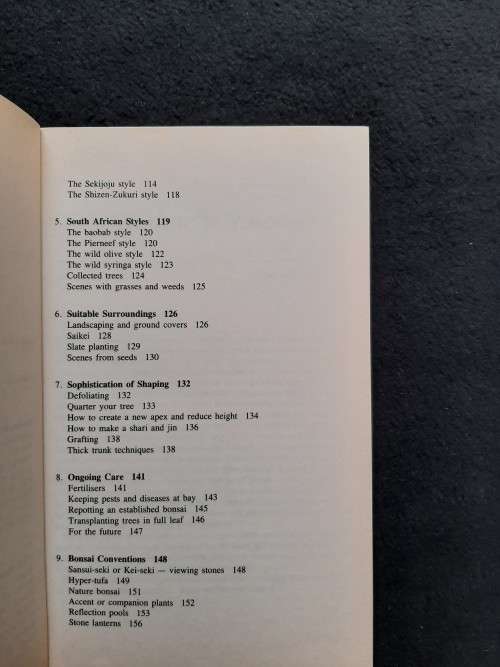 The Sekijoju style 114
The Shizen-Zukuri style 118
5. South African Styles 119
The baobab style 120
The Pierneef style 120
The wild olive style 122
The wild syringa style 123
Collected trees 124
Scenes with grasses and weeds 125
6. Suitable Surroundings 126
Landscaping and ground covers 126
Saikei 128
Slate planting 129
Scenes from seeds 130
7. Sophistication of Shaping 132
Defoliating 132
Quarter your tree 133
How to create a new apex and reduce height 134
How to make a shari and jin 136
Grafting 138
Thick trunk techniques 138
8. Ongoing Care 141
Fertilisers 141
Keeping pests and diseases at bay 143
Repotting an established bonsai 145
Transplanting trees in full leaf 146
For the future 147
9. Bonsai Conventions 148
Sansui-seki or Kei-seki — viewing stones 148
Hyper-tufa 149
Nature bonsai 151
Accent or companion plants 152
Reflection pools 153
Stone lanterns 156